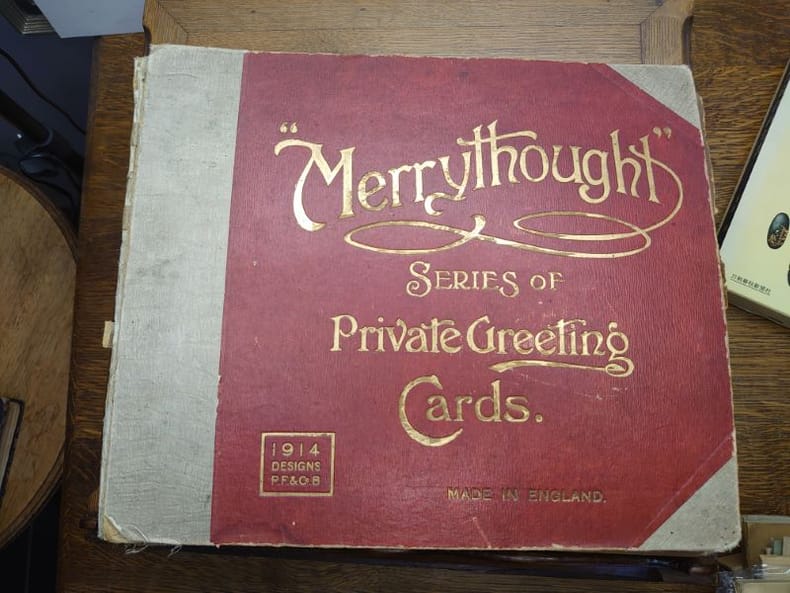 "Merrythought"
SERIES OF
Private Greeting
Cards.
1914
DESIGNS
P.F.&O.B
MADE IN ENGLAND.